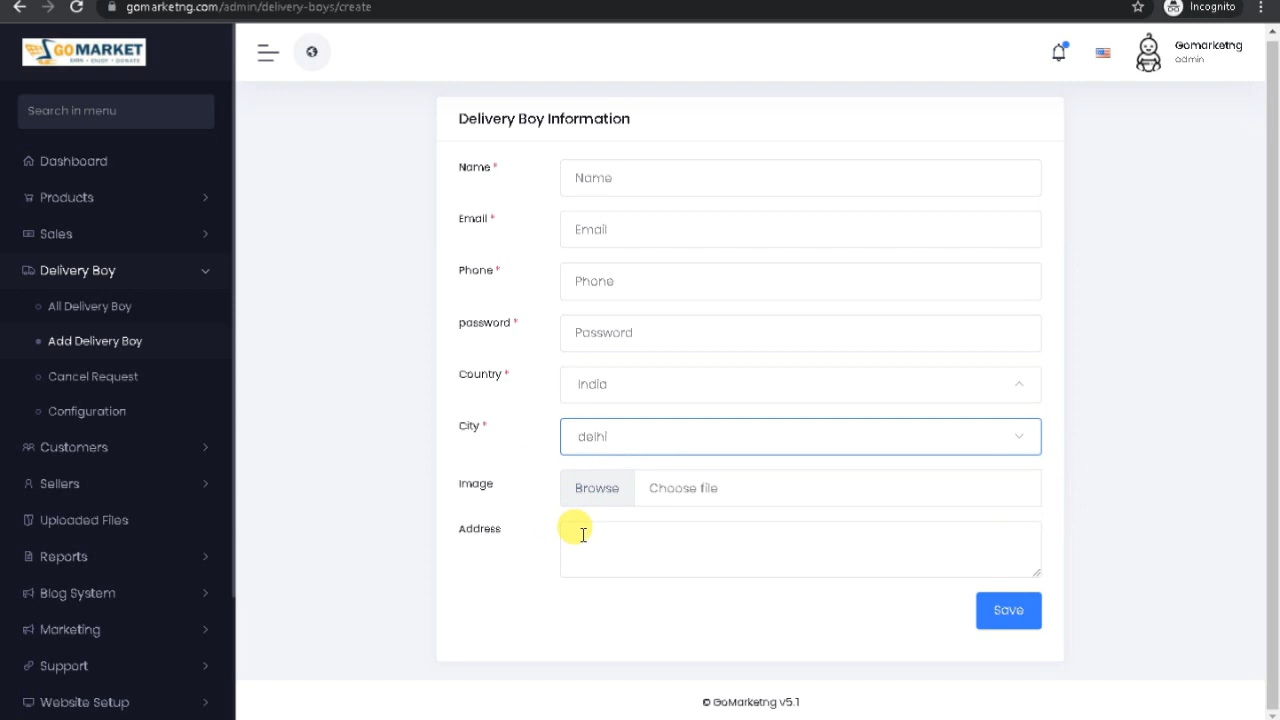 gomarketng.com/admin/delivery-boys/create
Incognito
GOMARKET
EARN - ENJOY - DONATE
Search in menu
Dashboard
Products
Sales
Delivery Boy
All Delivery Boy
Add Delivery Boy
Cancel Request
Configuration
Customers
Sellers
Uploaded Files
Reports
Blog System
Marketing
Support
Website Setup
Gomarketng
admin
Delivery Boy Information
Name *
Name
Email *
Email
Phone *
Phone
password *
Password
Country *
India
City *
delhi
Image
Browse
Choose file
Address
Save
© GoMarketng v5.1